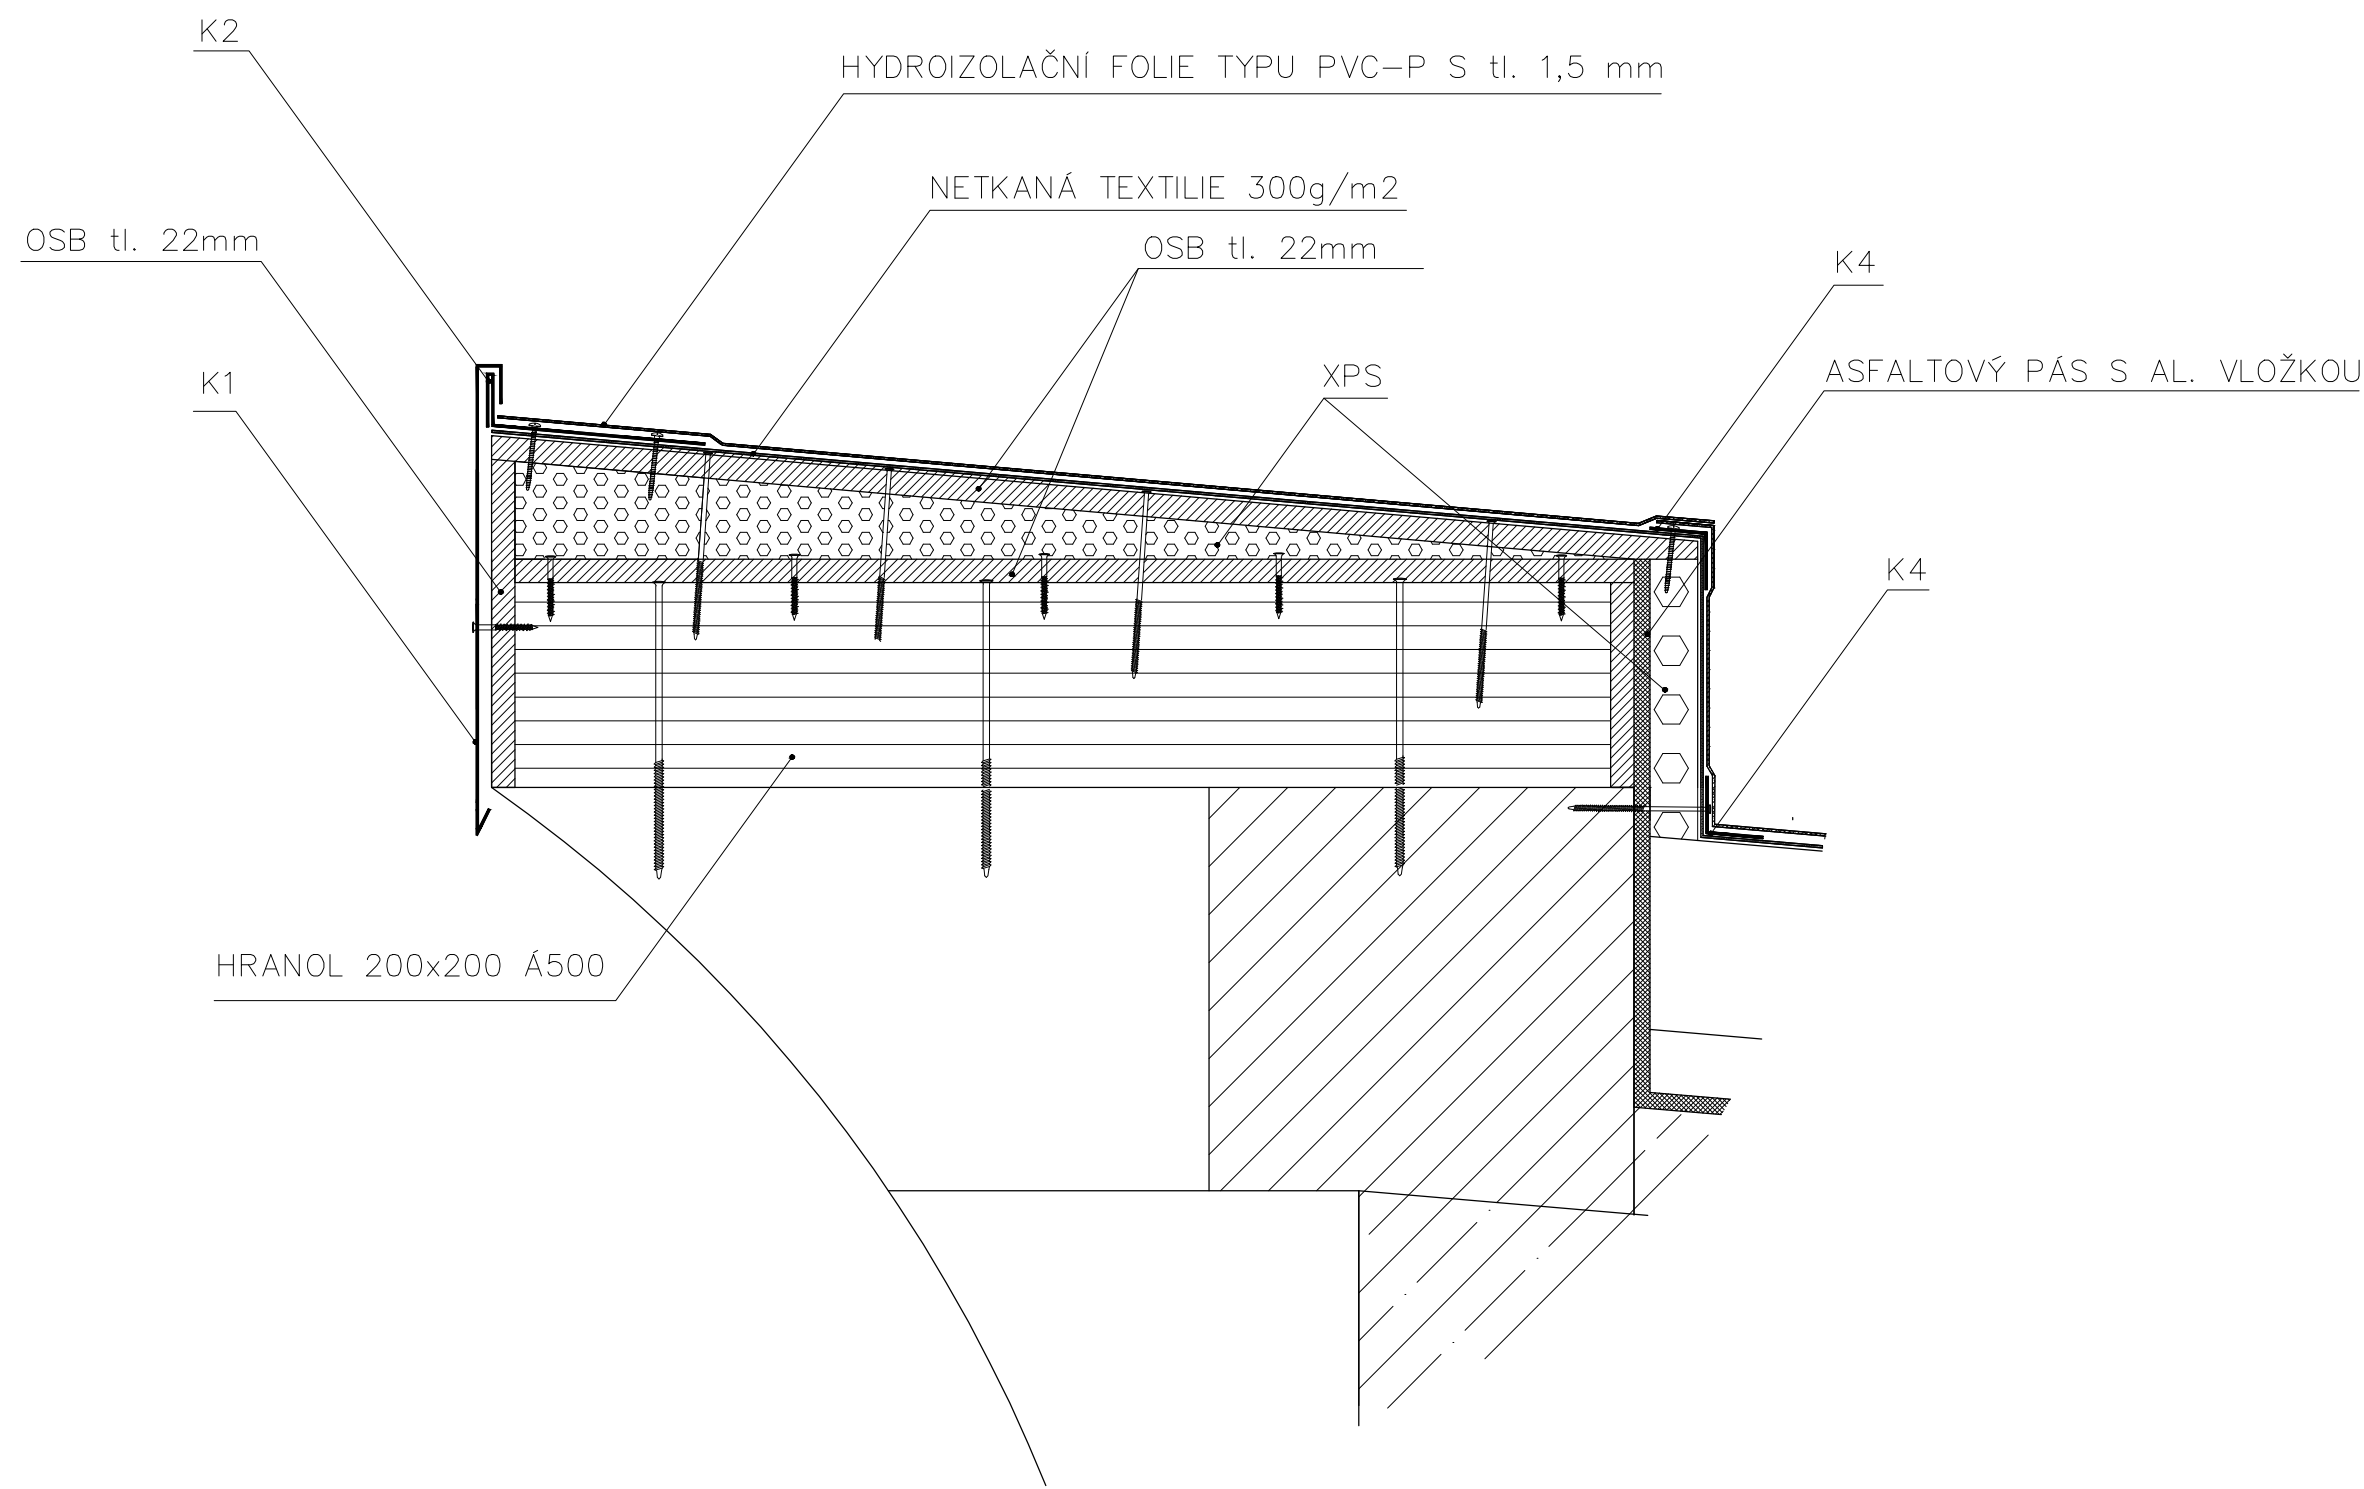 K2
HYDROIZOLAČNÍ FOLIE TYPU PVC-P S tl. 1,5 mm
NETKANÁ TEXTILIE 300g/m2
OSB tl. 22mm
OSB tl. 22mm
K4
K1
XPS
ASFALTOVÝ PÁS S AL. VLOŽKOU
K4
HRANOL 200x200 Á500